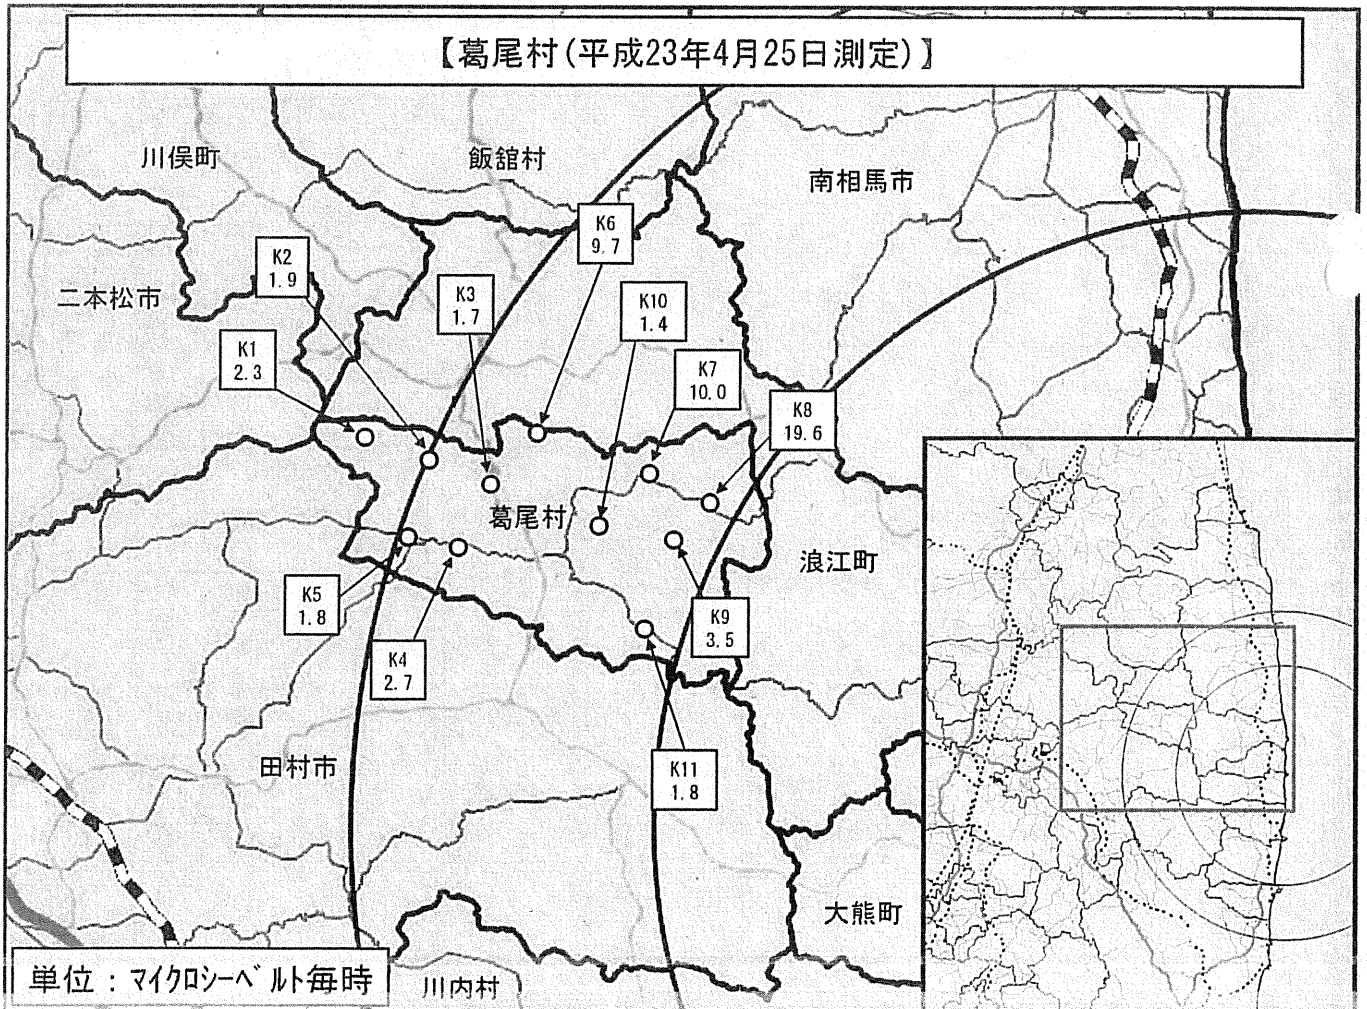 【葛尾村(平成23年4月25日測定)】
川俣町
飯舘村
南相馬市
K6
9.7
K2
1.9
二本松市
K3
1.7
K10
1.4
K1
2.3
K7
10.0
K8
19.6
葛尾村
浪江町
K5
1.8
K9
3.5
K4
2.7
田村市
K11
1.8
大熊町
単位：マイクロシーベルト毎時
川内村